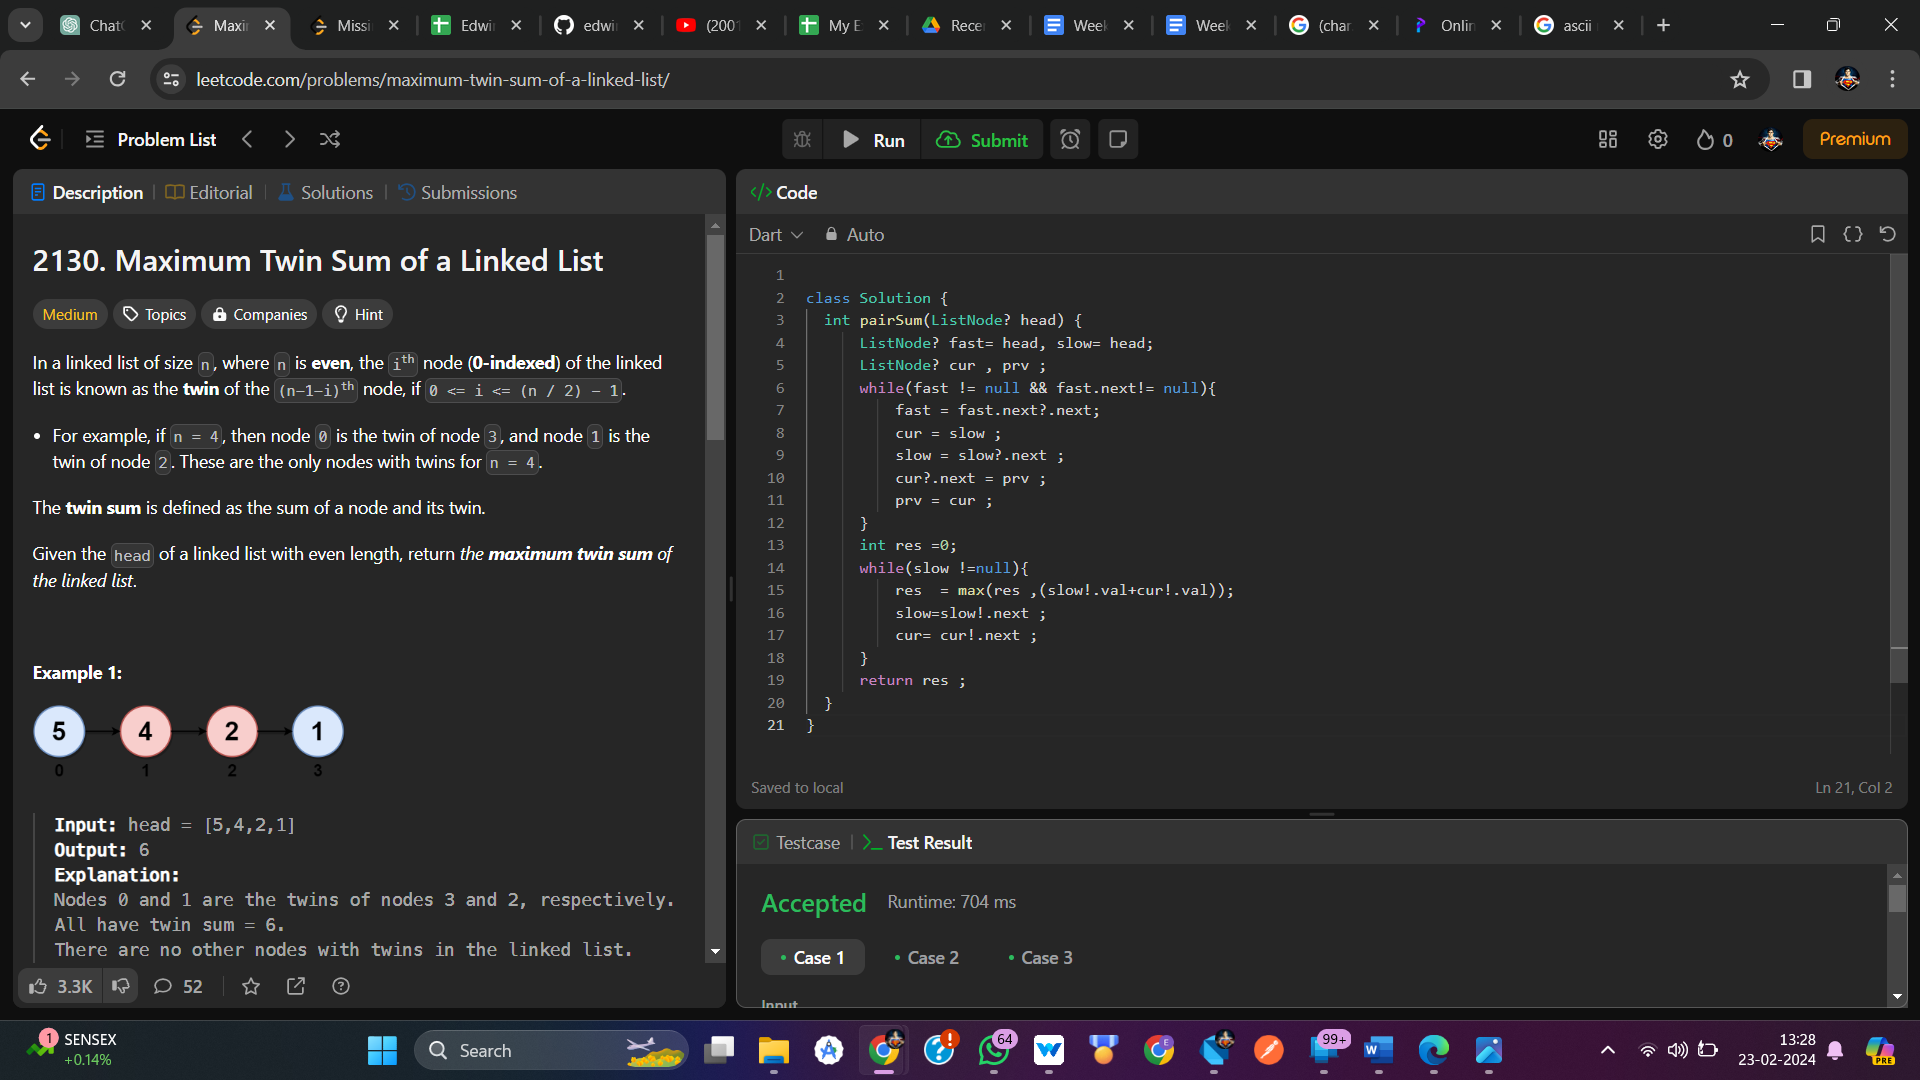 Chat
Maxi
Missi
Edwi
edwi
(200
My E
Rece
Week
Week
(char
Onlin
ascii
leetcode.com/problems/maximum-twin-sum-of-a-linked-list/
Problem List
Run
Submit
0
Premium
Description
Editorial
Solutions
Submissions
2130. Maximum Twin Sum of a Linked List
Medium
Topics
Companies
Hint
In a linked list of size n, where n is even, the ith node (0-indexed) of the linked
list is known as the twin of the (n-1-i)th node, if 0 <= i <= (n / 2) - 1.
• For example, if n = 4, then node 0 is the twin of node 3, and node 1 is the
twin of node 2. These are the only nodes with twins for n = 4.
The twin sum is defined as the sum of a node and its twin.
Given the head of a linked list with even length, return the maximum twin sum of
the linked list.
Example 1:
5 4 2 1
0 1 2 3
Input: head = [5,4,2,1]
Output: 6
Explanation:
Nodes 0 and 1 are the twins of nodes 3 and 2, respectively.
All have twin sum = 6.
There are no other nodes with twins in the linked list.
3.3K
52
</> Code
Dart
Auto
1
2 class Solution {
3 int pairSum(ListNode? head) {
4 ListNode? fast= head, slow= head;
5 ListNode? cur , prv ;
6 while(fast != null && fast.next!= null){
7 fast = fast.next?.next;
8 cur = slow ;
9 slow = slow?.next ;
10 cur?.next = prv ;
11 prv = cur ;
12 }
13 int res =0;
14 while(slow !=null){
15 res  = max(res ,(slow!.val+cur!.val));
16 slow=slow!.next ;
17 cur= cur!.next ;
18 }
19 return res ;
20 }
21 }
Saved to local
Ln 21, Col 2
Testcase
Test Result
Accepted
Runtime: 704 ms
• Case 1
• Case 2
• Case 3
Input
1
SENSEX
+0.14%
Search
64
99+
13:28
23-02-2024
PRE